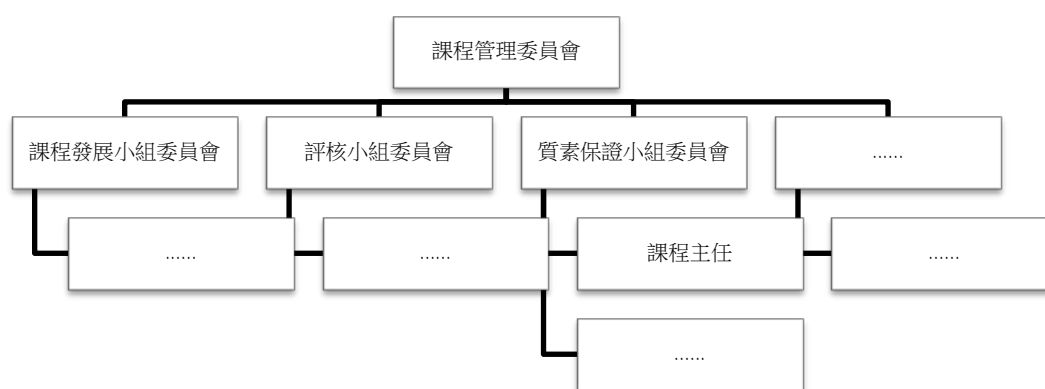 課程管理委員會
課程發展小組委員會
評核小組委員會
質素保證小組委員會
......
......
......
課程主任
......
......